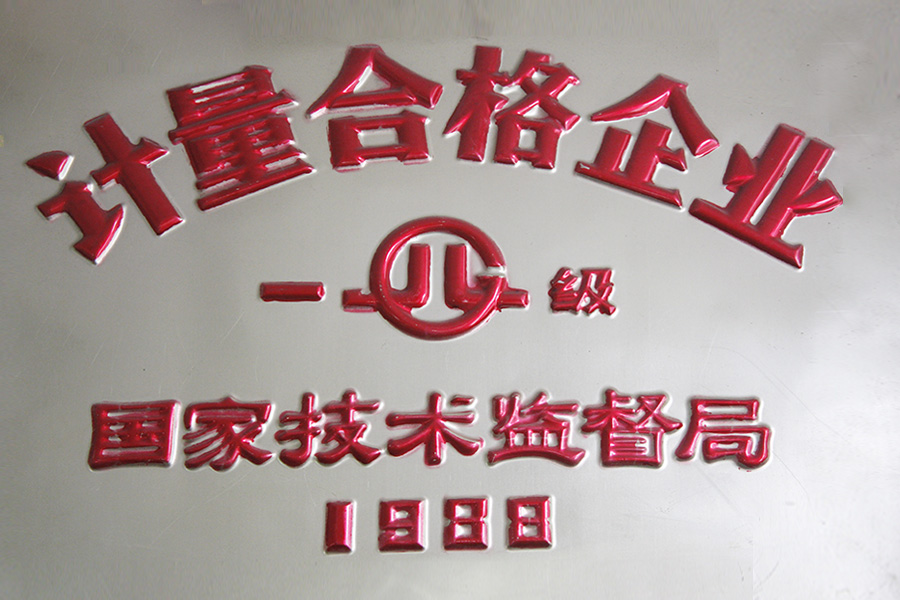 计量合格企业
一 级
国家技术监督局
1988